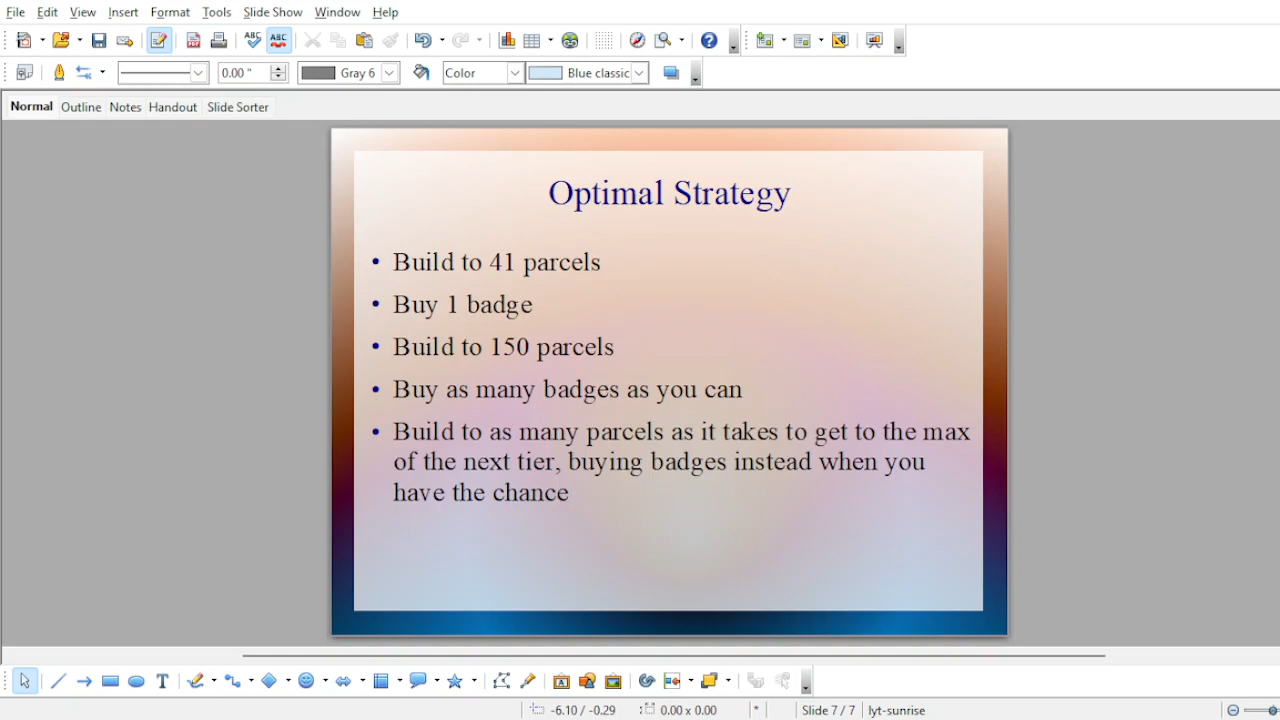 File Edit View Insert Format Tools Slide Show Window Help
0.00 " Gray 6 Color Blue classic
Normal Outline Notes Handout Slide Sorter
Optimal Strategy
• Build to 41 parcels
• Buy 1 badge
• Build to 150 parcels
• Buy as many badges as you can
• Build to as many parcels as it takes to get to the max
of the next tier, buying badges instead when you
have the chance
-6.10 / -0.29 0.00 x 0.00 * Slide 7 / 7 lyt-sunrise